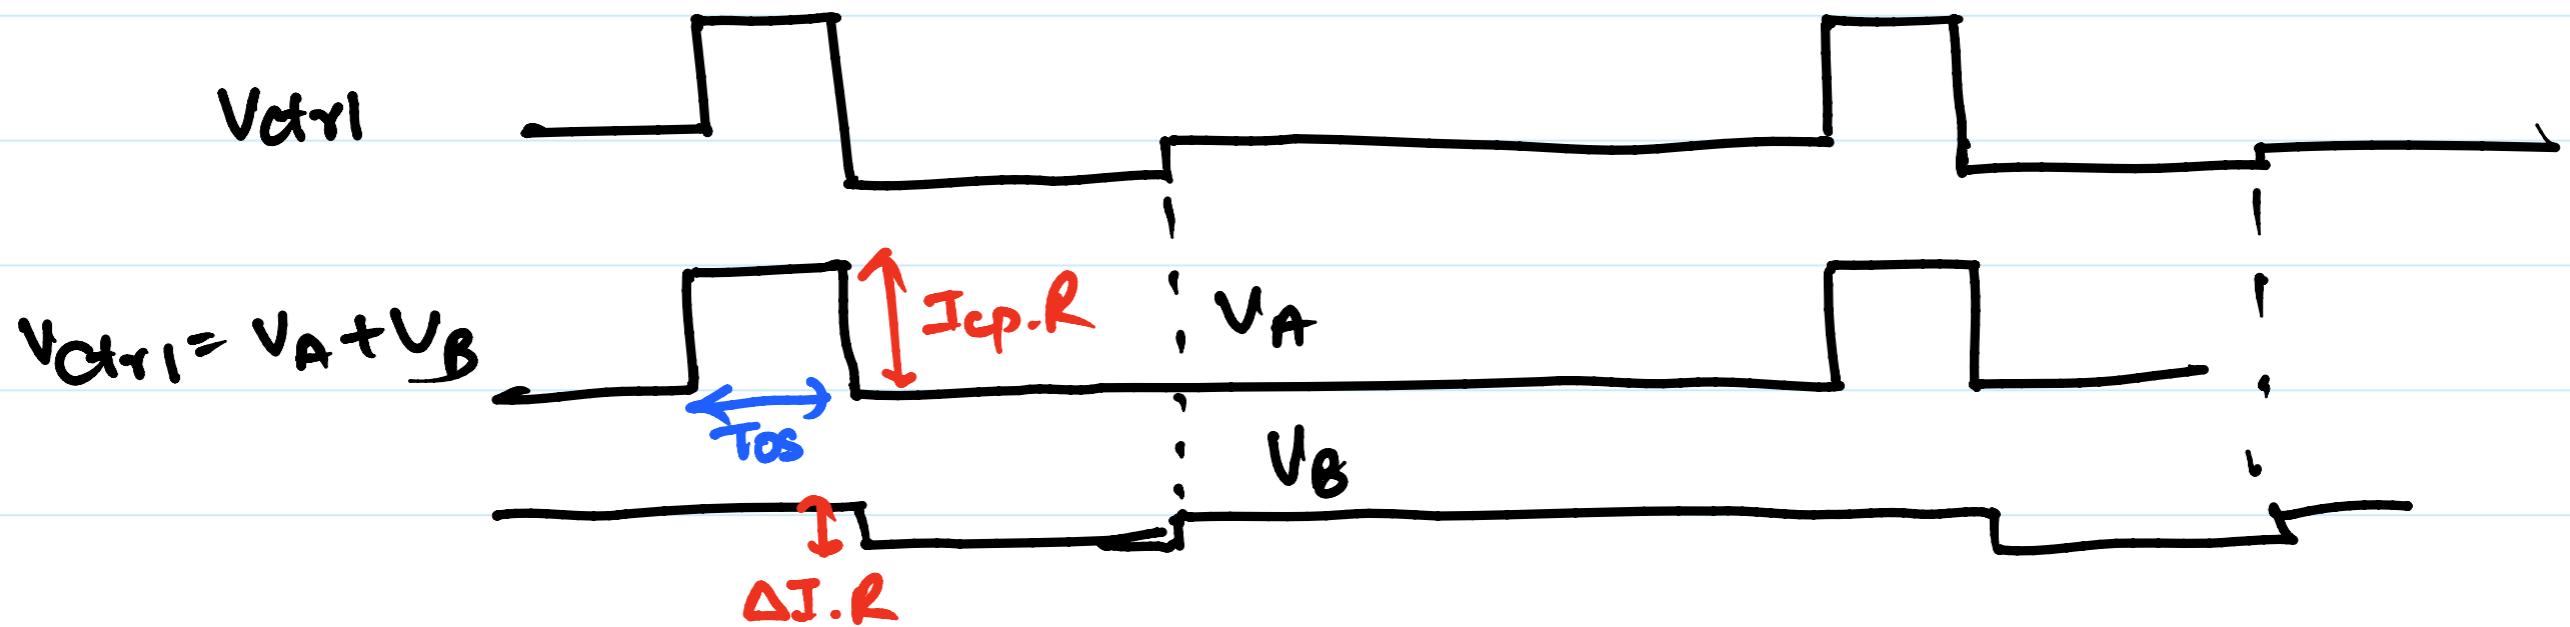 Vctrl
Icp.R
VA
Vctrl = VA + VB
Tos
VB
ΔI.R